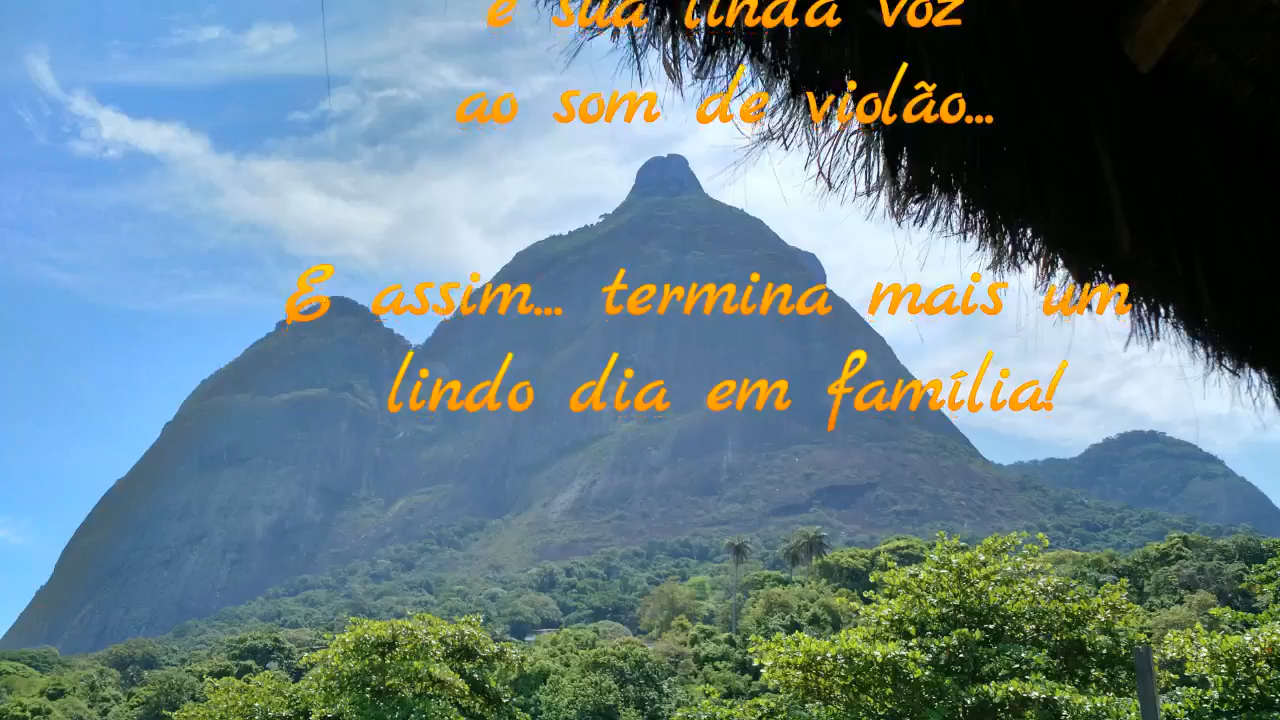 e sua linda voz
ao som de violão...
E assim... termina mais um
lindo dia em família!